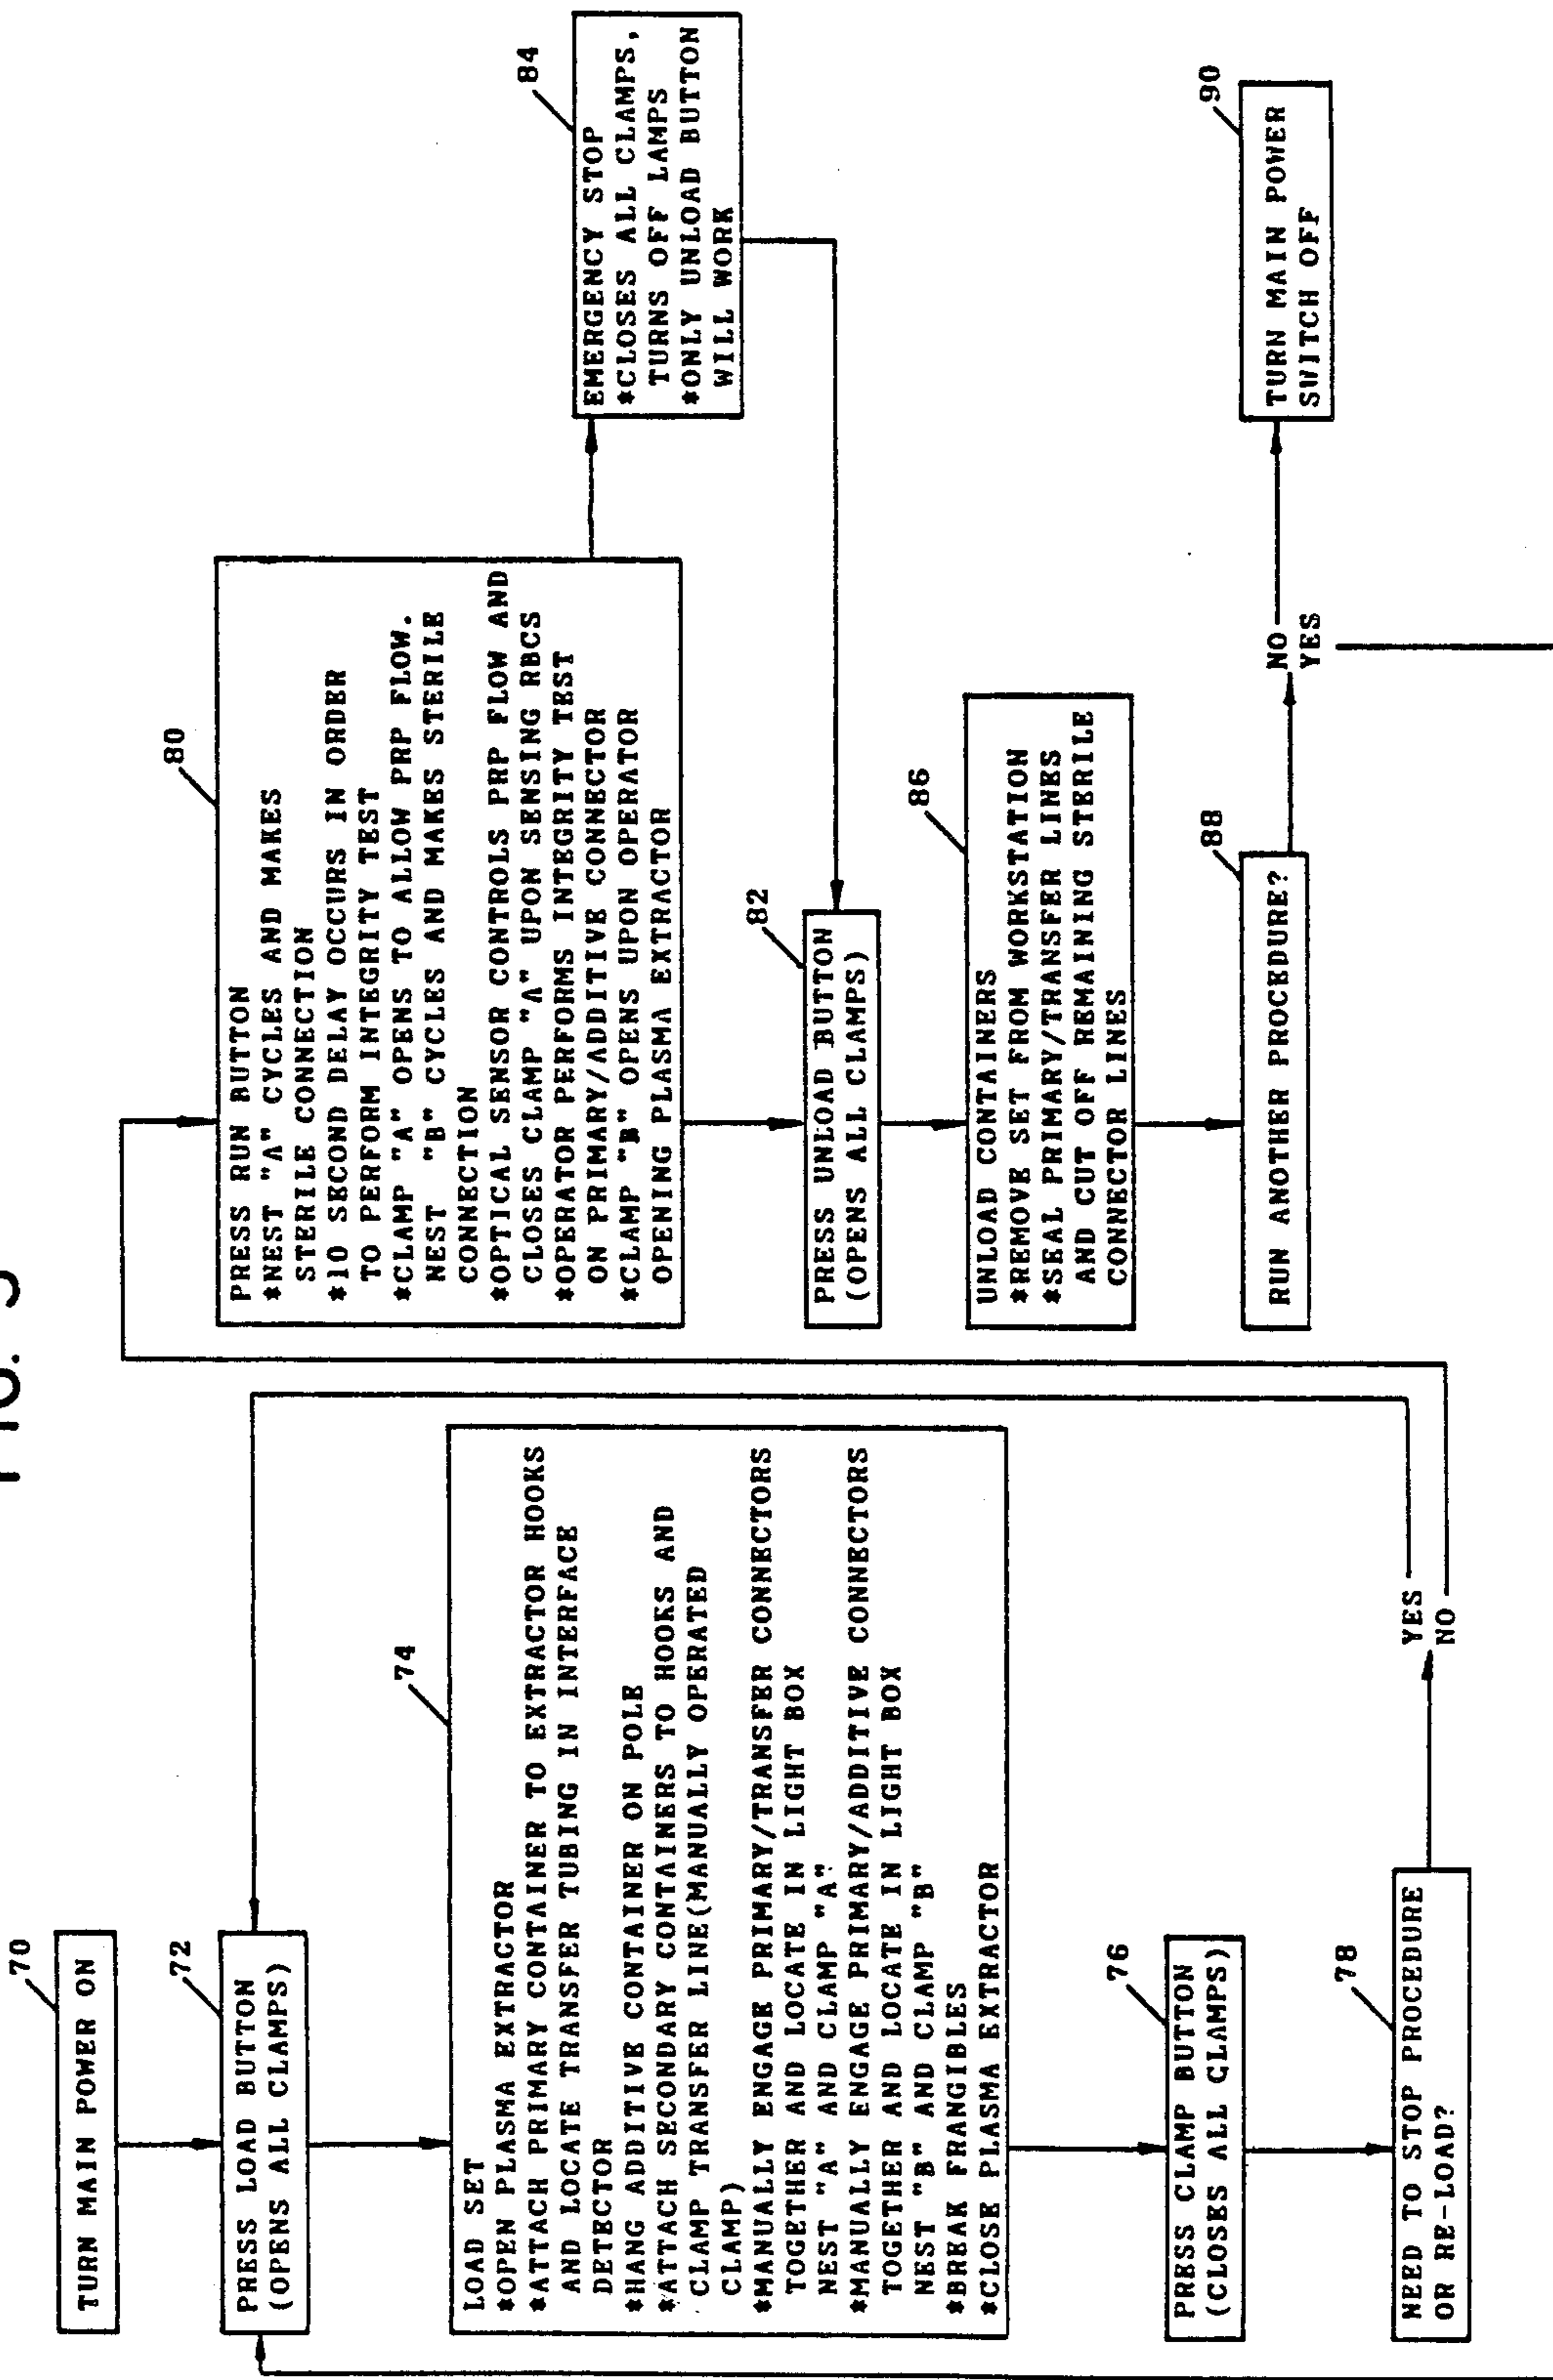 FIG. 5
70
TURN MAIN POWER ON
72
PRESS LOAD BUTTON
(OPENS ALL CLAMPS)
74
LOAD SET
*OPEN PLASMA EXTRACTOR
*ATTACH PRIMARY CONTAINER TO EXTRACTOR HOOKS
AND LOCATE TRANSFER TUBING IN INTERFACE
DETECTOR
*HANG ADDITIVE CONTAINER ON POLE
*ATTACH SECONDARY CONTAINERS TO HOOKS AND
CLAMP TRANSFER LINE(MANUALLY OPERATED
CLAMP)
*MANUALLY ENGAGE PRIMARY/TRANSFER CONNECTORS
TOGETHER AND LOCATE IN LIGHT BOX
NEST "A" AND CLAMP "A"
*MANUALLY ENGAGE PRIMARY/ADDITIVE CONNECTORS
TOGETHER AND LOCATE IN LIGHT BOX
NEST "B" AND CLAMP "B"
*BREAK FRANGIBLES
*CLOSE PLASMA EXTRACTOR
76
PRESS CLAMP BUTTON
(CLOSES ALL CLAMPS)
78
NEED TO STOP PROCEDURE
OR RE-LOAD?
YES
NO
80
PRESS RUN BUTTON
*NEST "A" CYCLES AND MAKES
STERILE CONNECTION
*10 SECOND DELAY OCCURS IN ORDER
TO PERFORM INTEGRITY TEST
*CLAMP "A" OPENS TO ALLOW PRP FLOW.
NEST "B" CYCLES AND MAKES STERILE
CONNECTION
*OPTICAL SENSOR CONTROLS PRP FLOW AND
CLOSES CLAMP "A" UPON SENSING RBCS
*OPERATOR PERFORMS INTEGRITY TEST
ON PRIMARY/ADDITIVE CONNECTOR
*CLAMP "B" OPENS UPON OPERATOR
OPENING PLASMA EXTRACTOR
84
EMERGENCY STOP
*CLOSES ALL CLAMPS,
TURNS OFF LAMPS
*ONLY UNLOAD BUTTON
WILL WORK
82
PRESS UNLOAD BUTTON
(OPENS ALL CLAMPS)
86
UNLOAD CONTAINERS
*REMOVE SET FROM WORKSTATION
*SEAL PRIMARY/TRANSFER LINES
AND CUT OFF REMAINING STERILE
CONNECTOR LINES
88
RUN ANOTHER PROCEDURE?
NO
YES
90
TURN MAIN POWER
SWITCH OFF